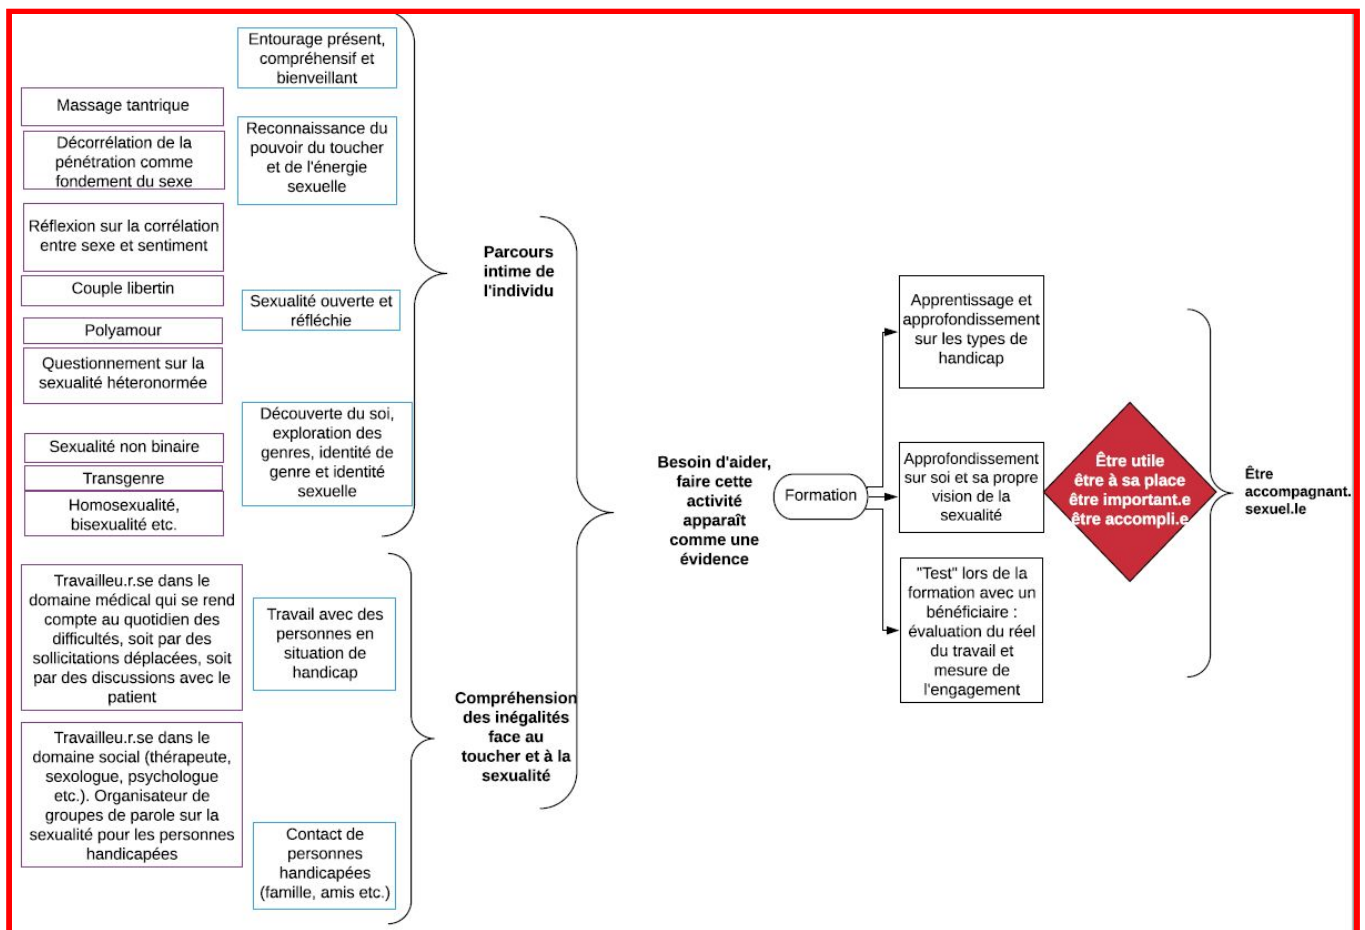 Entourage présent,
compréhensif et
bienveillant
Massage tantrique
Décorrélation de la
pénétration comme
fondement du sexe
Reconnaissance du
pouvoir du toucher
et de l'énergie
sexuelle
Réflexion sur la corrélation
entre sexe et sentiment
Couple libertin
Polyamour
Questionnement sur la
sexualité héteronormée
Sexualité ouverte et
réfléchie
Sexualité non binaire
Transgenre
Homosexualité,
bisexualité etc.
Découverte du soi,
exploration des
genres, identité de
genre et identité
sexuelle
Parcours
intime de
l'individu
Travailleu.r.se dans le
domaine médical qui se rend
compte au quotidien des
difficultés, soit par des
sollicitations déplacées, soit
par des discussions avec le
patient
Travail avec des
personnes en
situation de
handicap
Travailleu.r.se dans le
domaine social (thérapeute,
sexologue, psychologue
etc.). Organisateur de
groupes de parole sur la
sexualité pour les personnes
handicapées
Contact de
personnes
handicapées
(famille, amis etc.)
Compréhension
des inégalités
face au
toucher et à la
sexualité
Besoin d'aider,
faire cette
activité
apparaît
comme une
évidence
Formation
Apprentissage et
approfondissement
sur les types de
handicap
Approfondissement
sur soi et sa propre
vision de la
sexualité
"Test" lors de la
formation avec un
bénéficiaire :
évaluation du réel
du travail et
mesure de
l'engagement
Être utile
être à sa place
être important.e
être accompli.e
Être
accompagnant.
sexuel.le